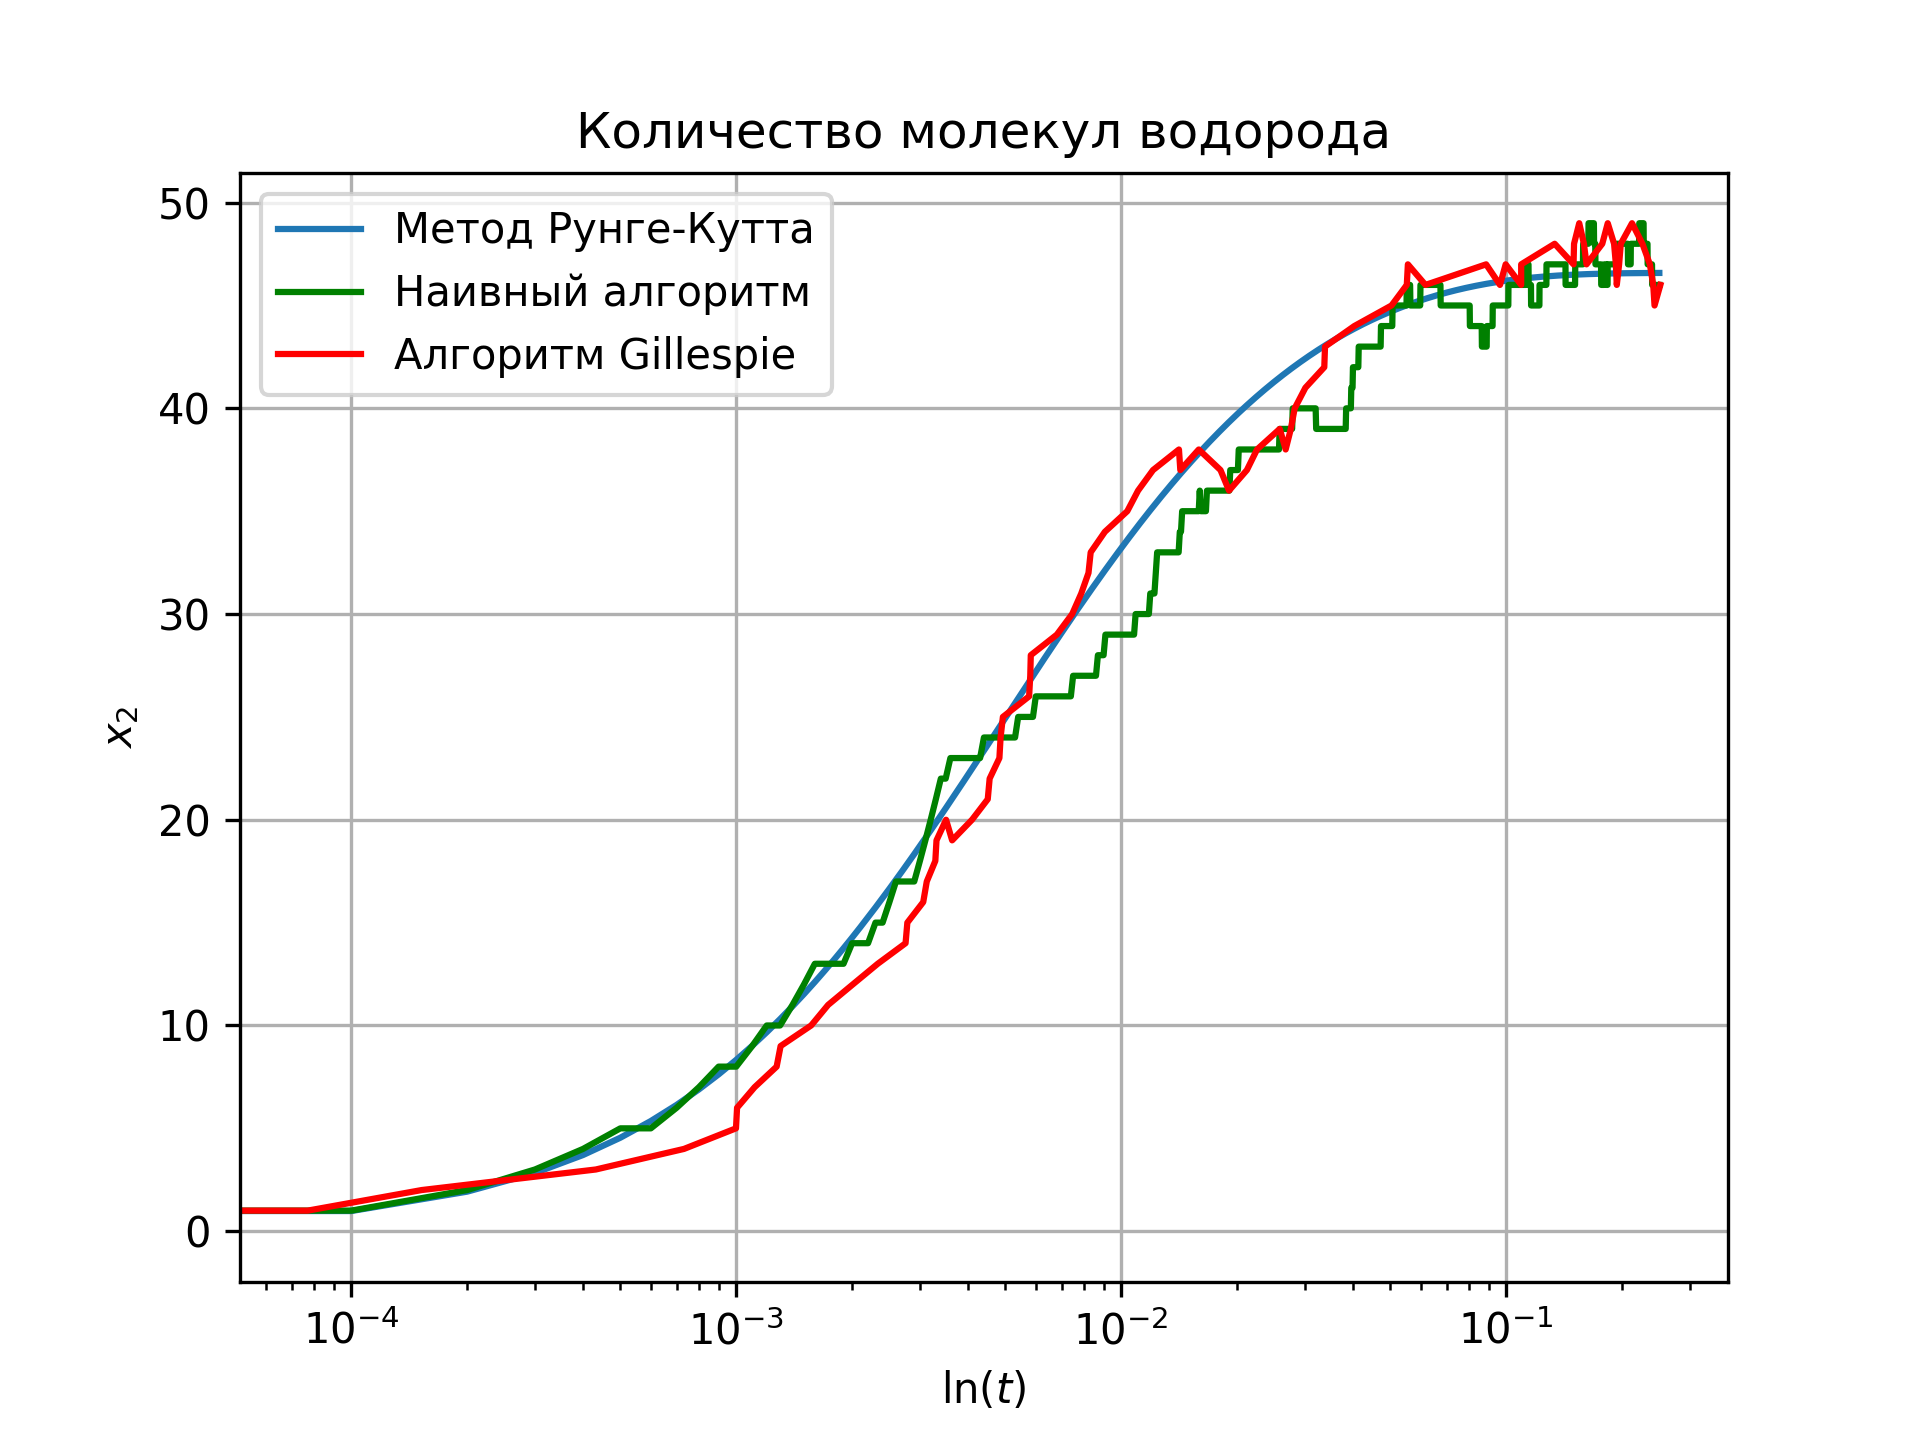 Количество молекул водорода
Метод Рунге-Кутта
Наивный алгоритм
Алгоритм Gillespie
50
40
30
20
10
0
x₂
10⁻⁴
10⁻³
10⁻²
10⁻¹
ln(t)